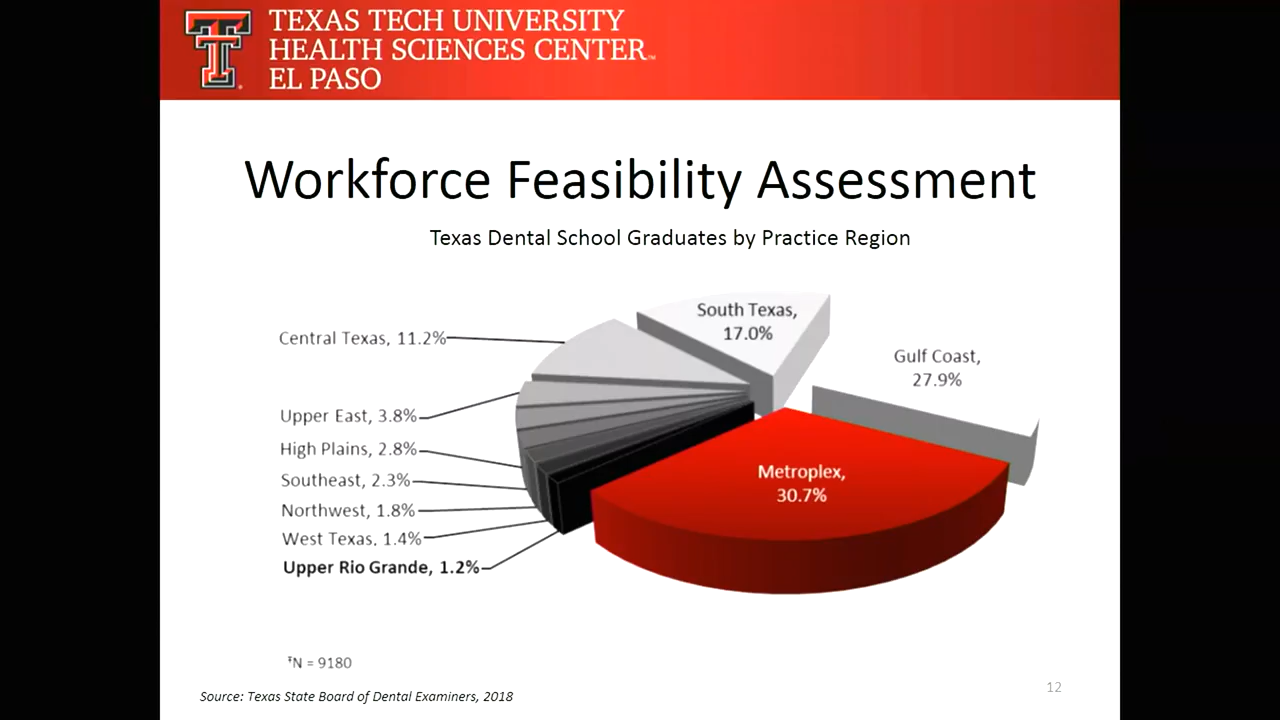 TEXAS TECH UNIVERSITY
HEALTH SCIENCES CENTER™
EL PASO
Workforce Feasibility Assessment
Texas Dental School Graduates by Practice Region
South Texas,
17.0%
Central Texas, 11.2%
Gulf Coast,
27.9%
Upper East, 3.8%
High Plains, 2.8%
Southeast, 2.3%
Northwest, 1.8%
West Texas, 1.4%
Upper Rio Grande, 1.2%
Metroplex,
30.7%
ŦN = 9180
Source: Texas State Board of Dental Examiners, 2018
12